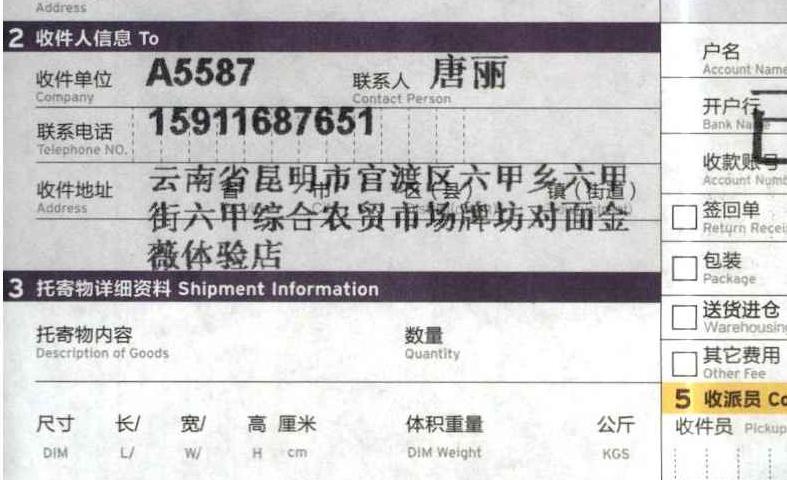 Address
2 收件人信息 To
收件单位 A5587 联系人 唐丽
Company Contact Person
联系电话 15911687651
Telephone NO.
收件地址 云南省昆明市官渡区六甲乡六甲
Address 街六甲综合农贸市场牌坊对面金
薇体验店
省 市 区(县) 镇(街道)
3 托寄物详细资料 Shipment Information
托寄物内容 数量
Description of Goods Quantity
尺寸 长/ 宽/ 高 厘米 体积重量 公斤
DIM L/ W/ H cm DIM Weight KGS
户名
Account Name
开户行
Bank Na
收款账号
Account Numb
签回单
Return Recei
包装
Package
送货进仓
Warehousing
其它费用
Other Fee
5 收派员 Co
收件员 Pickup